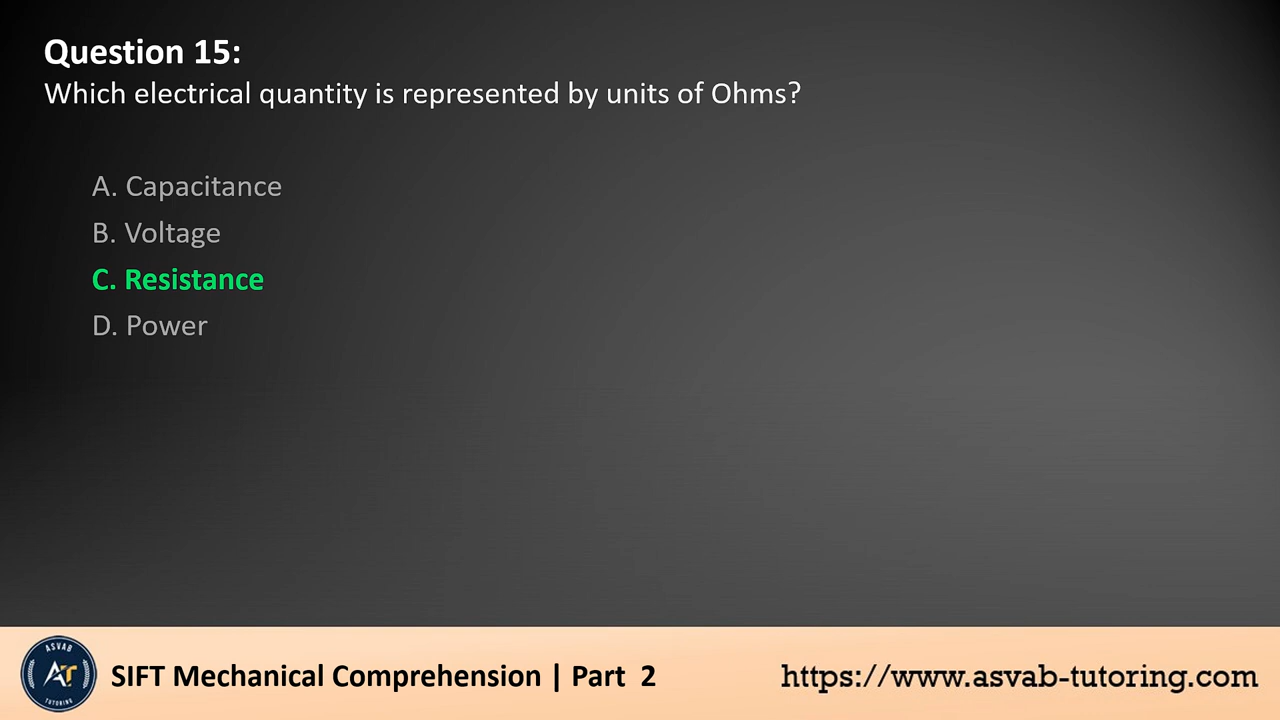 Question 15:
Which electrical quantity is represented by units of Ohms?
A. Capacitance
B. Voltage
C. Resistance
D. Power
ASVAB
AT
TUTORING
SIFT Mechanical Comprehension | Part 2
https://www.asvab-tutoring.com